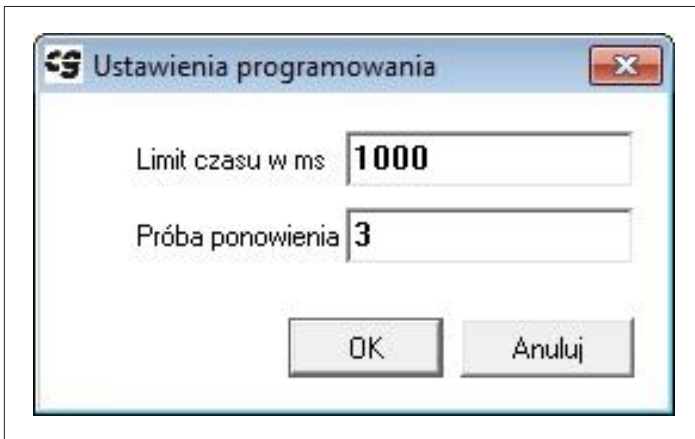 Ustawienia programowania
Limit czasu w ms 1000
Próba ponowienia 3
OK Anuluj